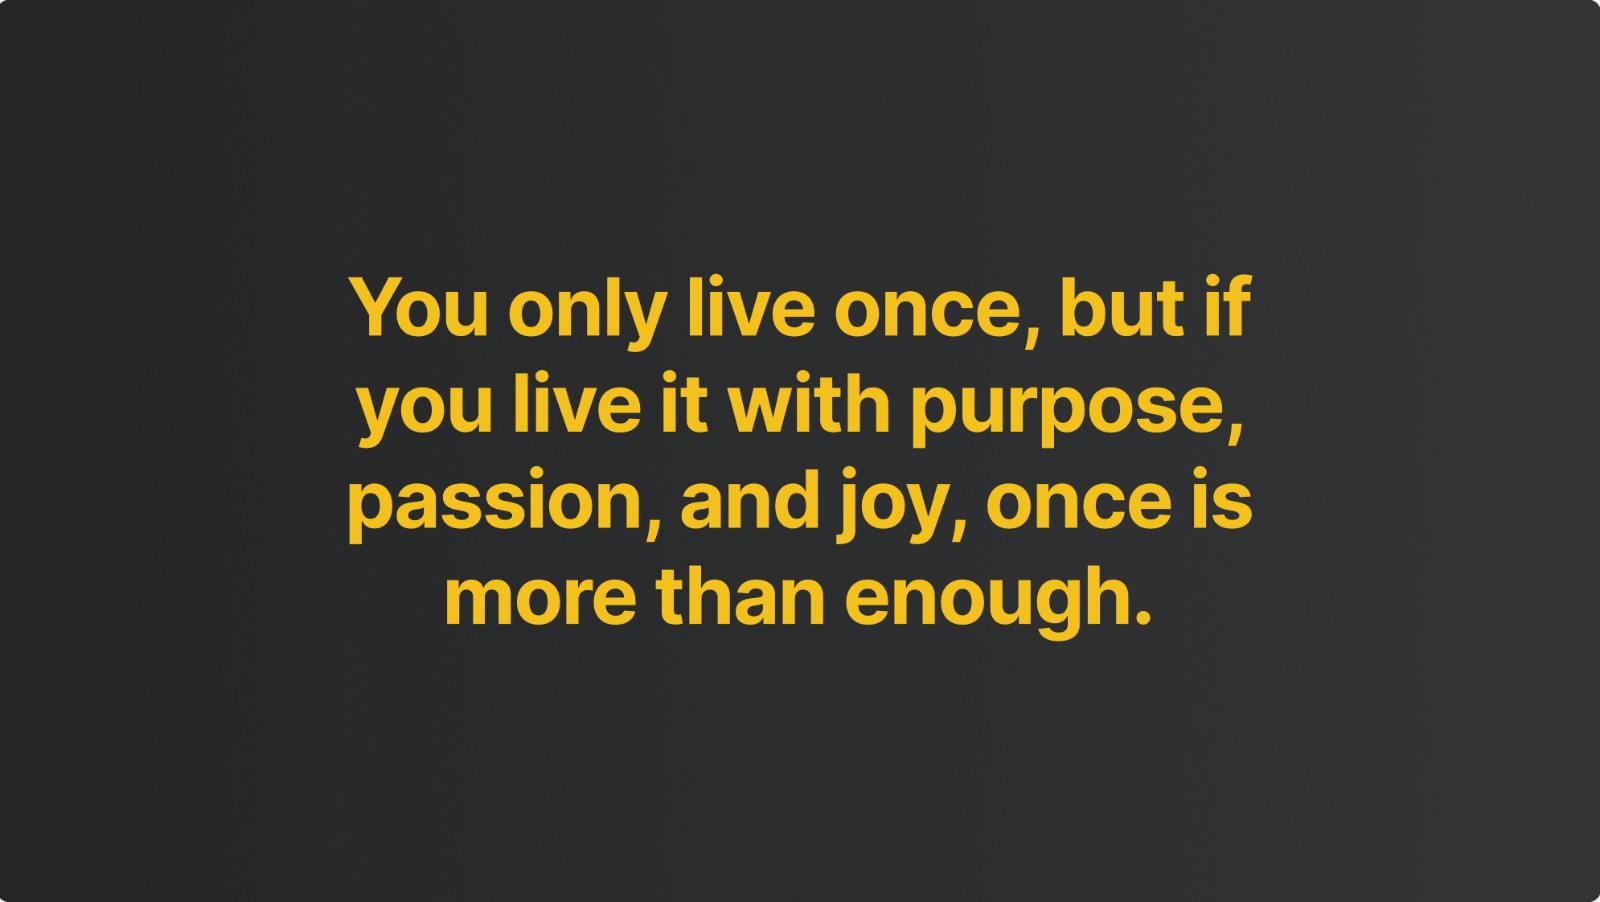 You only live once, but if
you live it with purpose,
passion, and joy, once is
more than enough.